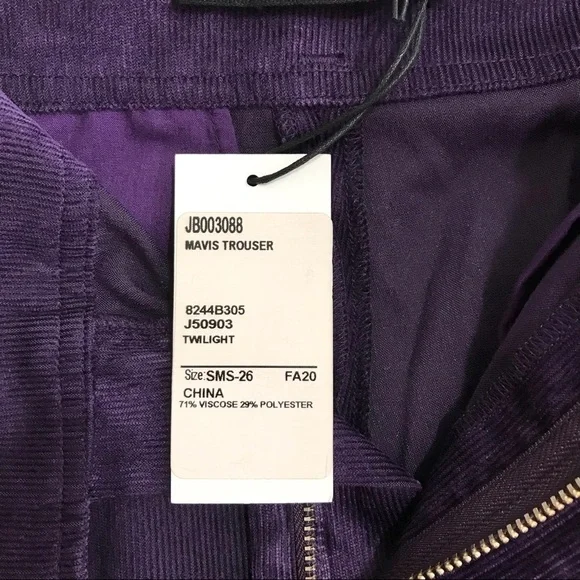 JB003088
MAVIS TROUSER
8244B305
J50903
TWILIGHT
Size:SMS-26 FA20
CHINA
71% VISCOSE 29% POLYESTER